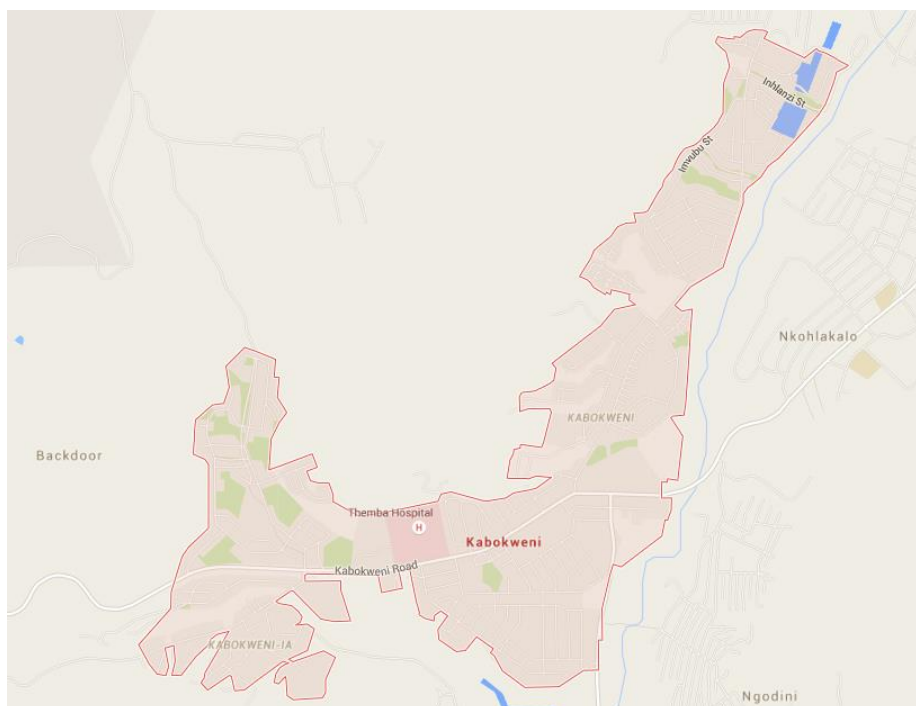 Inhlanzi St
Imvubu St
Nkohlakalo
KABOKWENI
Backdoor
Themba Hospital
H
Kabokweni
Kabokweni Road
KABOKWENI-IA
Ngodini